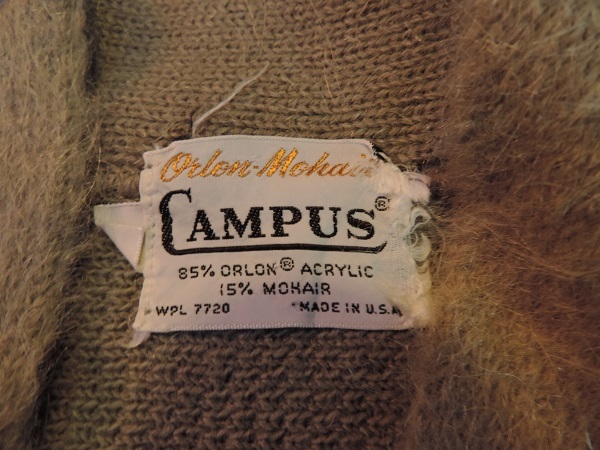 Orlon-Mohair
CAMPUS®
85% ORLON® ACRYLIC
15% MOHAIR
WPL 7720 MADE IN U.S.A